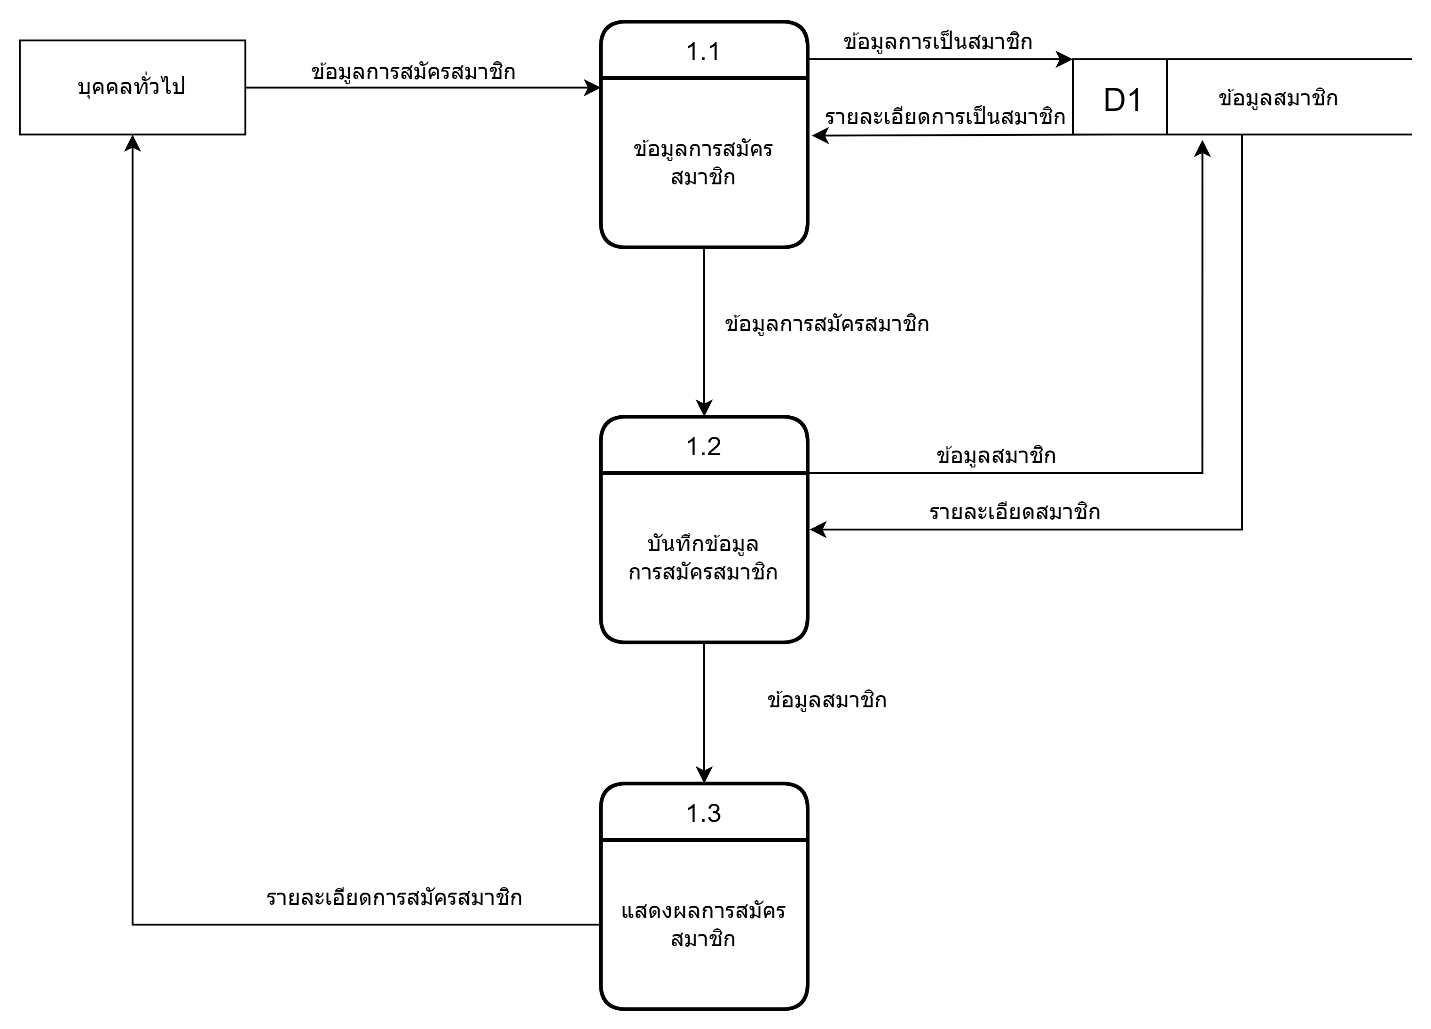 บุคคลทั่วไป
ข้อมูลการสมัครสมาชิก
1.1
ข้อมูลการสมัคร
สมาชิก
ข้อมูลการเป็นสมาชิก
รายละเอียดการเป็นสมาชิก
D1
ข้อมูลสมาชิก
ข้อมูลการสมัครสมาชิก
1.2
บันทึกข้อมูล
การสมัครสมาชิก
ข้อมูลสมาชิก
รายละเอียดสมาชิก
ข้อมูลสมาชิก
1.3
แสดงผลการสมัคร
สมาชิก
รายละเอียดการสมัครสมาชิก